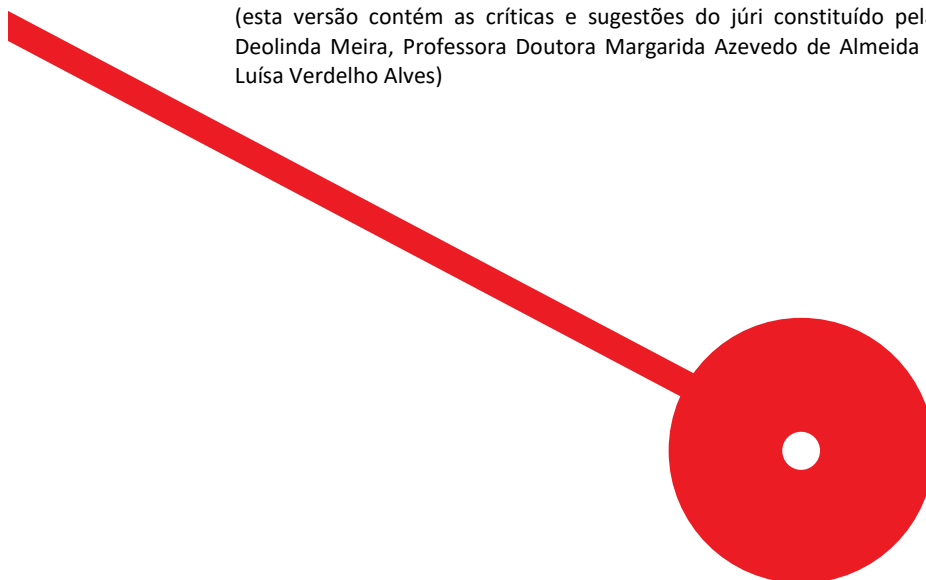 (esta versão contém as críticas e sugestões do júri constituído pela
Deolinda Meira, Professora Doutora Margarida Azevedo de Almeida
Luísa Verdelho Alves)